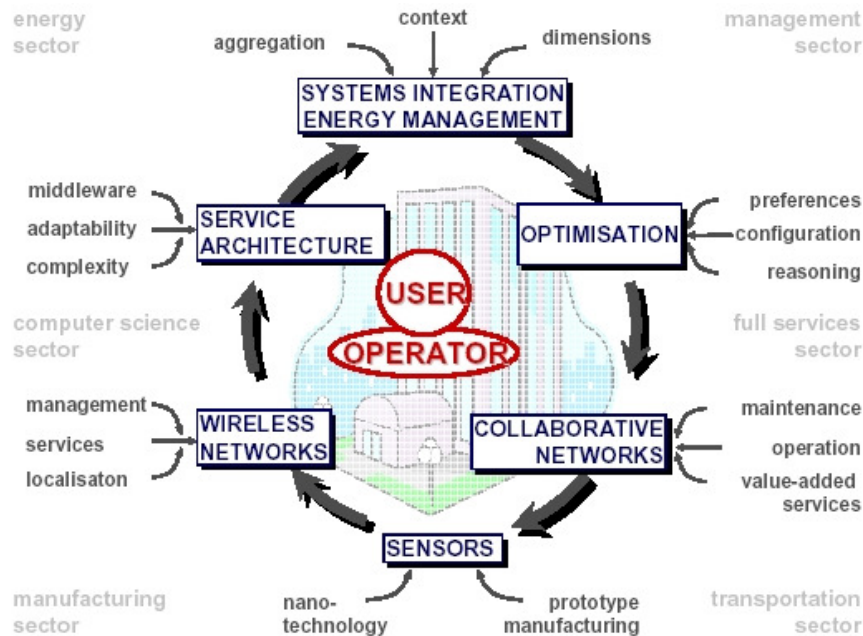 energy
sector
management
sector
context
aggregation
dimensions
SYSTEMS INTEGRATION
ENERGY MANAGEMENT
middleware
adaptability
complexity
SERVICE
ARCHITECTURE
OPTIMISATION
preferences
configuration
reasoning
USER
OPERATOR
computer science
sector
full services
sector
management
services
localisaton
WIRELESS
NETWORKS
COLLABORATIVE
NETWORKS
maintenance
operation
value-added
services
SENSORS
manufacturing
sector
nano-
technology
prototype
manufacturing
transportation
sector